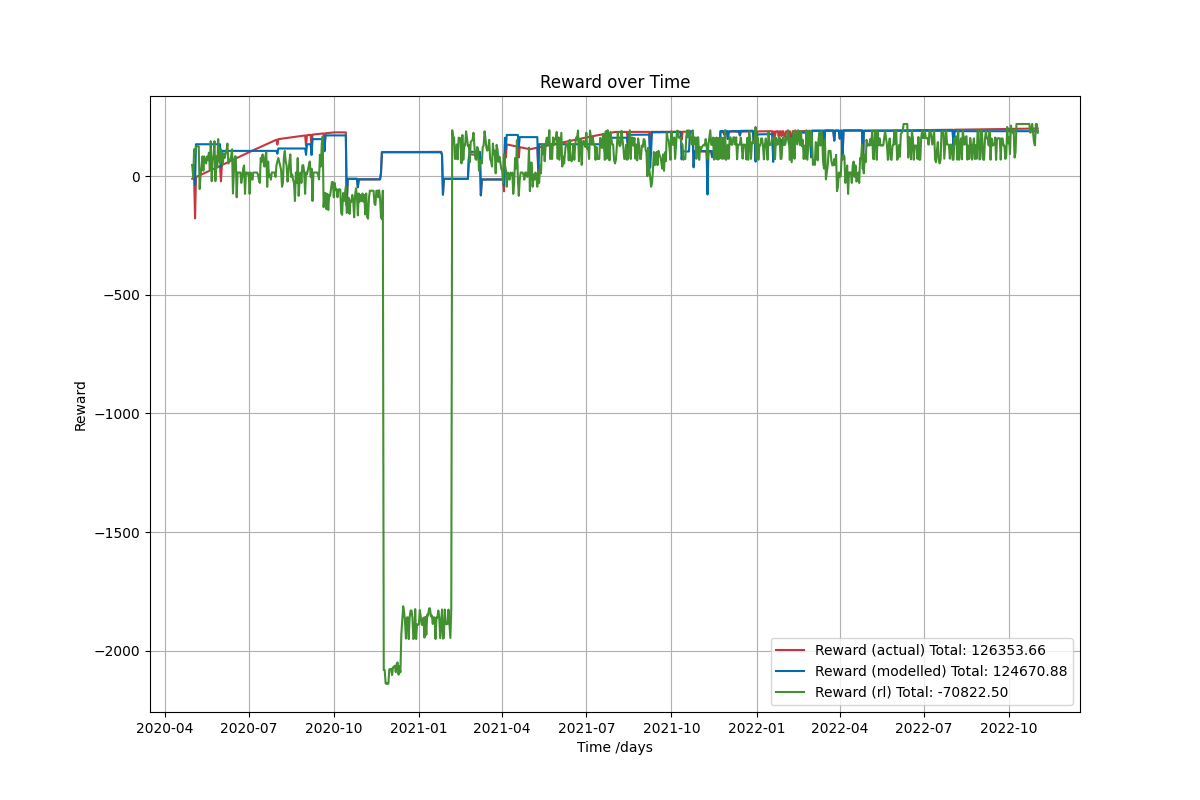 Reward over Time
0
−500
−1000
−1500
−2000
Reward
2020-04 2020-07 2020-10 2021-01 2021-04 2021-07 2021-10 2022-01 2022-04 2022-07 2022-10
Time /days
Reward (actual) Total: 126353.66
Reward (modelled) Total: 124670.88
Reward (rl) Total: -70822.50